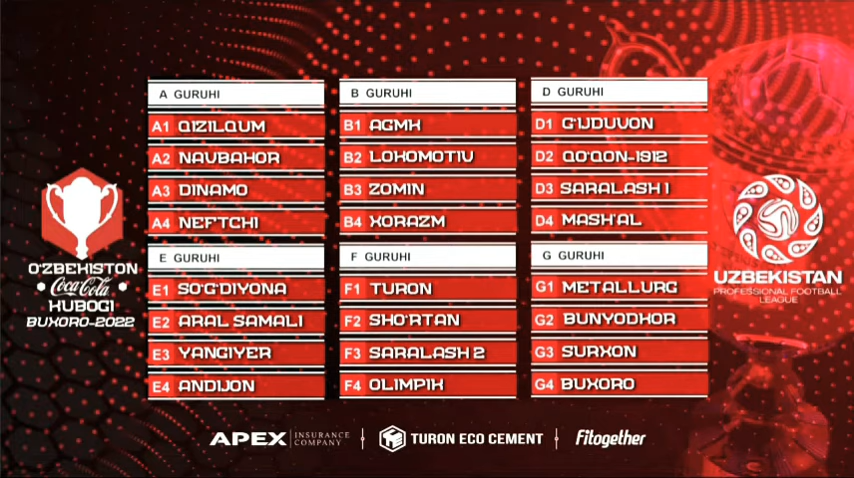 A GURUHI
A1 QIZILQUM
A2 NAVBAHOR
A3 DINAMO
A4 NEFTCHI
B GURUHI
B1 AGMK
B2 LOKOMOTIV
B3 ZOMIN
B4 XORAZM
D GURUHI
D1 G'IJDUVON
D2 QO'QON-1912
D3 SARALASH 1
D4 MASH'AL
E GURUHI
E1 SO'G'DIYONA
E2 ARAL SAMALI
E3 YANGIYER
E4 ANDIJON
F GURUHI
F1 TURON
F2 SHO'RTAN
F3 SARALASH 2
F4 OLIMPIK
G GURUHI
G1 METALLURG
G2 BUNYODKOR
G3 SURXON
G4 BUXORO
O'ZBEKISTON
Coca-Cola
KUBOGI
BUXORO-2022
UZBEKISTAN
PROFESSIONAL FOOTBALL
LEAGUE
APEX INSURANCE
COMPANY
TURON ECO CEMENT
Fitogether